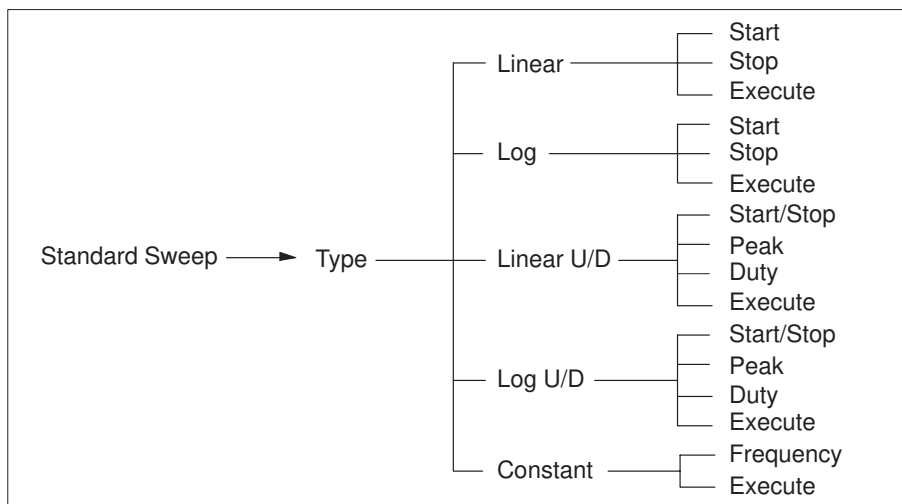 Standard Sweep
Type
Linear
Start
Stop
Execute
Log
Start
Stop
Execute
Linear U/D
Start/Stop
Peak
Duty
Execute
Log U/D
Start/Stop
Peak
Duty
Execute
Constant
Frequency
Execute